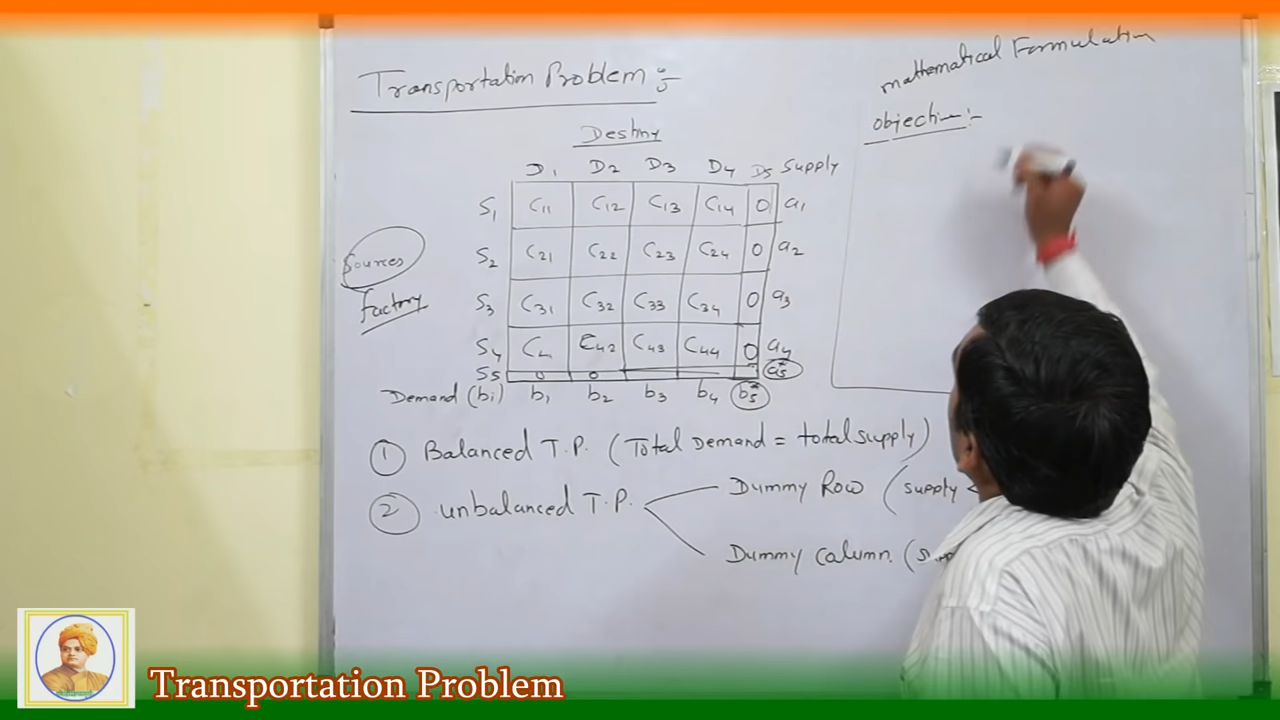 Transportation Problem :-
Destiny
D1 D2 D3 D4 D5 Supply
S1 C11 C12 C13 C14 0 a1
S2 C21 C22 C23 C24 0 a2
S3 C31 C32 C33 C34 0 a3
S4 C41 C42 C43 C44 0 a4
S5 0 0 a5
Demand (bi) b1 b2 b3 b4 b5
Sources
factory
① Balanced T.P. (Total Demand = total supply)
② unbalanced T.P.
Dummy Row (supply <
Dummy column. (
mathematical Formulation
objective :-
Transportation Problem